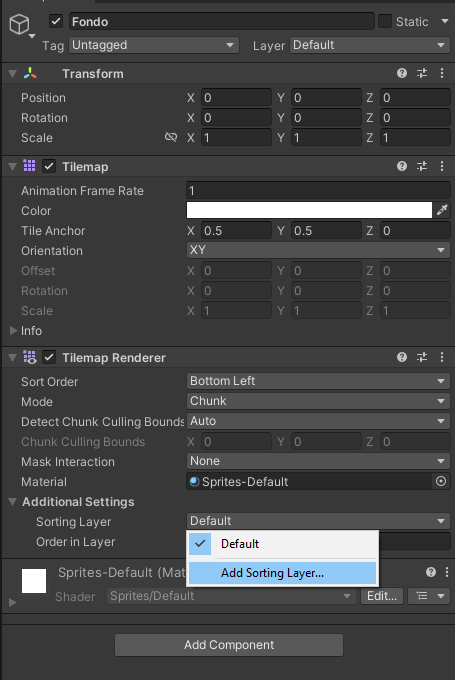 Fondo Static
Tag Untagged Layer Default
Transform
Position X 0 Y 0 Z 0
Rotation X 0 Y 0 Z 0
Scale X 1 Y 1 Z 1
Tilemap
Animation Frame Rate 1
Color
Tile Anchor X 0.5 Y 0.5 Z 0
Orientation XY
Offset X 0 Y 0 Z 0
Rotation X 0 Y 0 Z 0
Scale X 1 Y 1 Z 1
Info
Tilemap Renderer
Sort Order Bottom Left
Mode Chunk
Detect Chunk Culling Bounds Auto
Chunk Culling Bounds X 0 Y 0 Z 0
Mask Interaction None
Material Sprites-Default
Additional Settings
Sorting Layer Default
Order in Layer
Default
Add Sorting Layer...
Sprites-Default (Mat
Shader Sprites/Default Edit...
Add Component